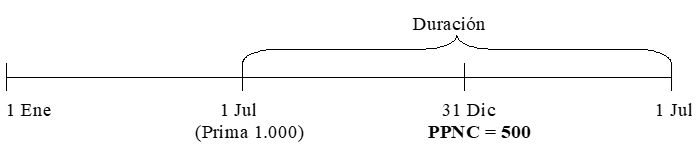 Duración
1 Ene 1 Jul 31 Dic 1 Jul
(Prima 1.000) PPNC = 500